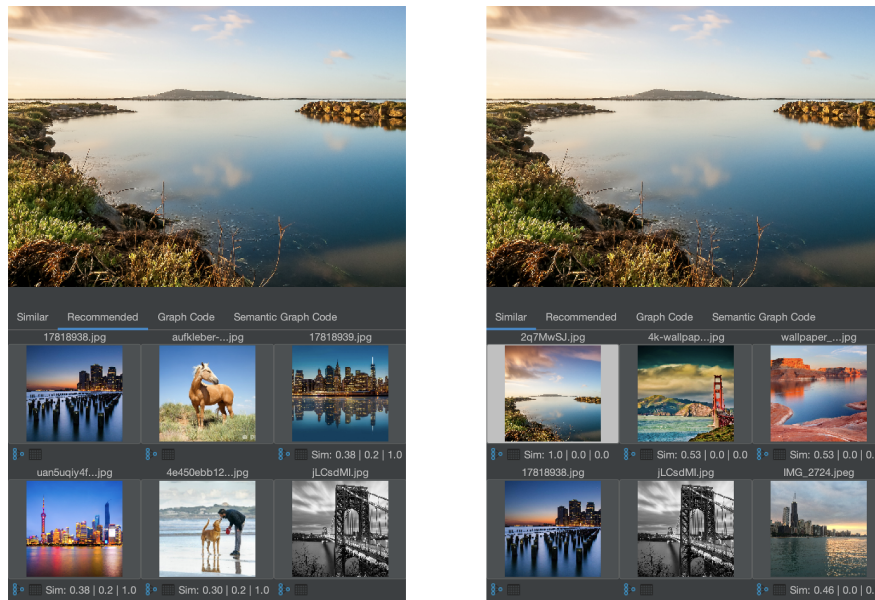 Similar Recommended Graph Code Semantic Graph Code
17818938.jpg aufkleber-...jpg 17818939.jpg
Sim: 0.38 | 0.2 | 1.0
uan5uqiy4f...jpg 4e450ebb12...jpg jLCsdMI.jpg
Sim: 0.38 | 0.2 | 1.0 Sim: 0.30 | 0.2 | 1.0
Similar Recommended Graph Code Semantic Graph Code
2q7MwSJ.jpg 4k-wallpap...jpg wallpaper_...jpg
Sim: 1.0 | 0.0 | 0.0 Sim: 0.53 | 0.0 | 0.0 Sim: 0.53 | 0.0 | 0.
17818938.jpg jLCsdMI.jpg IMG_2724.jpeg
Sim: 0.46 | 0.0 | 0.